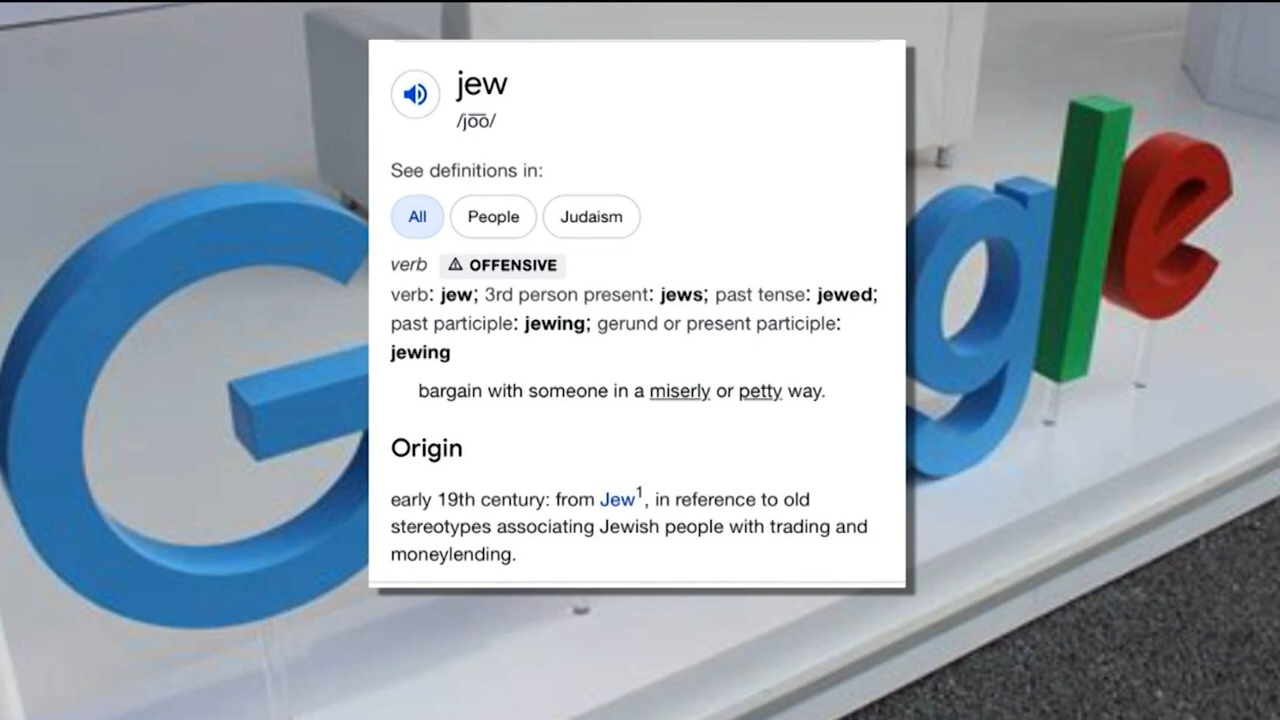 jew
/jo͞o/
See definitions in:
All People Judaism
verb ⚠ OFFENSIVE
verb: jew; 3rd person present: jews; past tense: jewed;
past participle: jewing; gerund or present participle:
jewing
bargain with someone in a miserly or petty way.
Origin
early 19th century: from Jew¹, in reference to old
stereotypes associating Jewish people with trading and
moneylending.
G gle